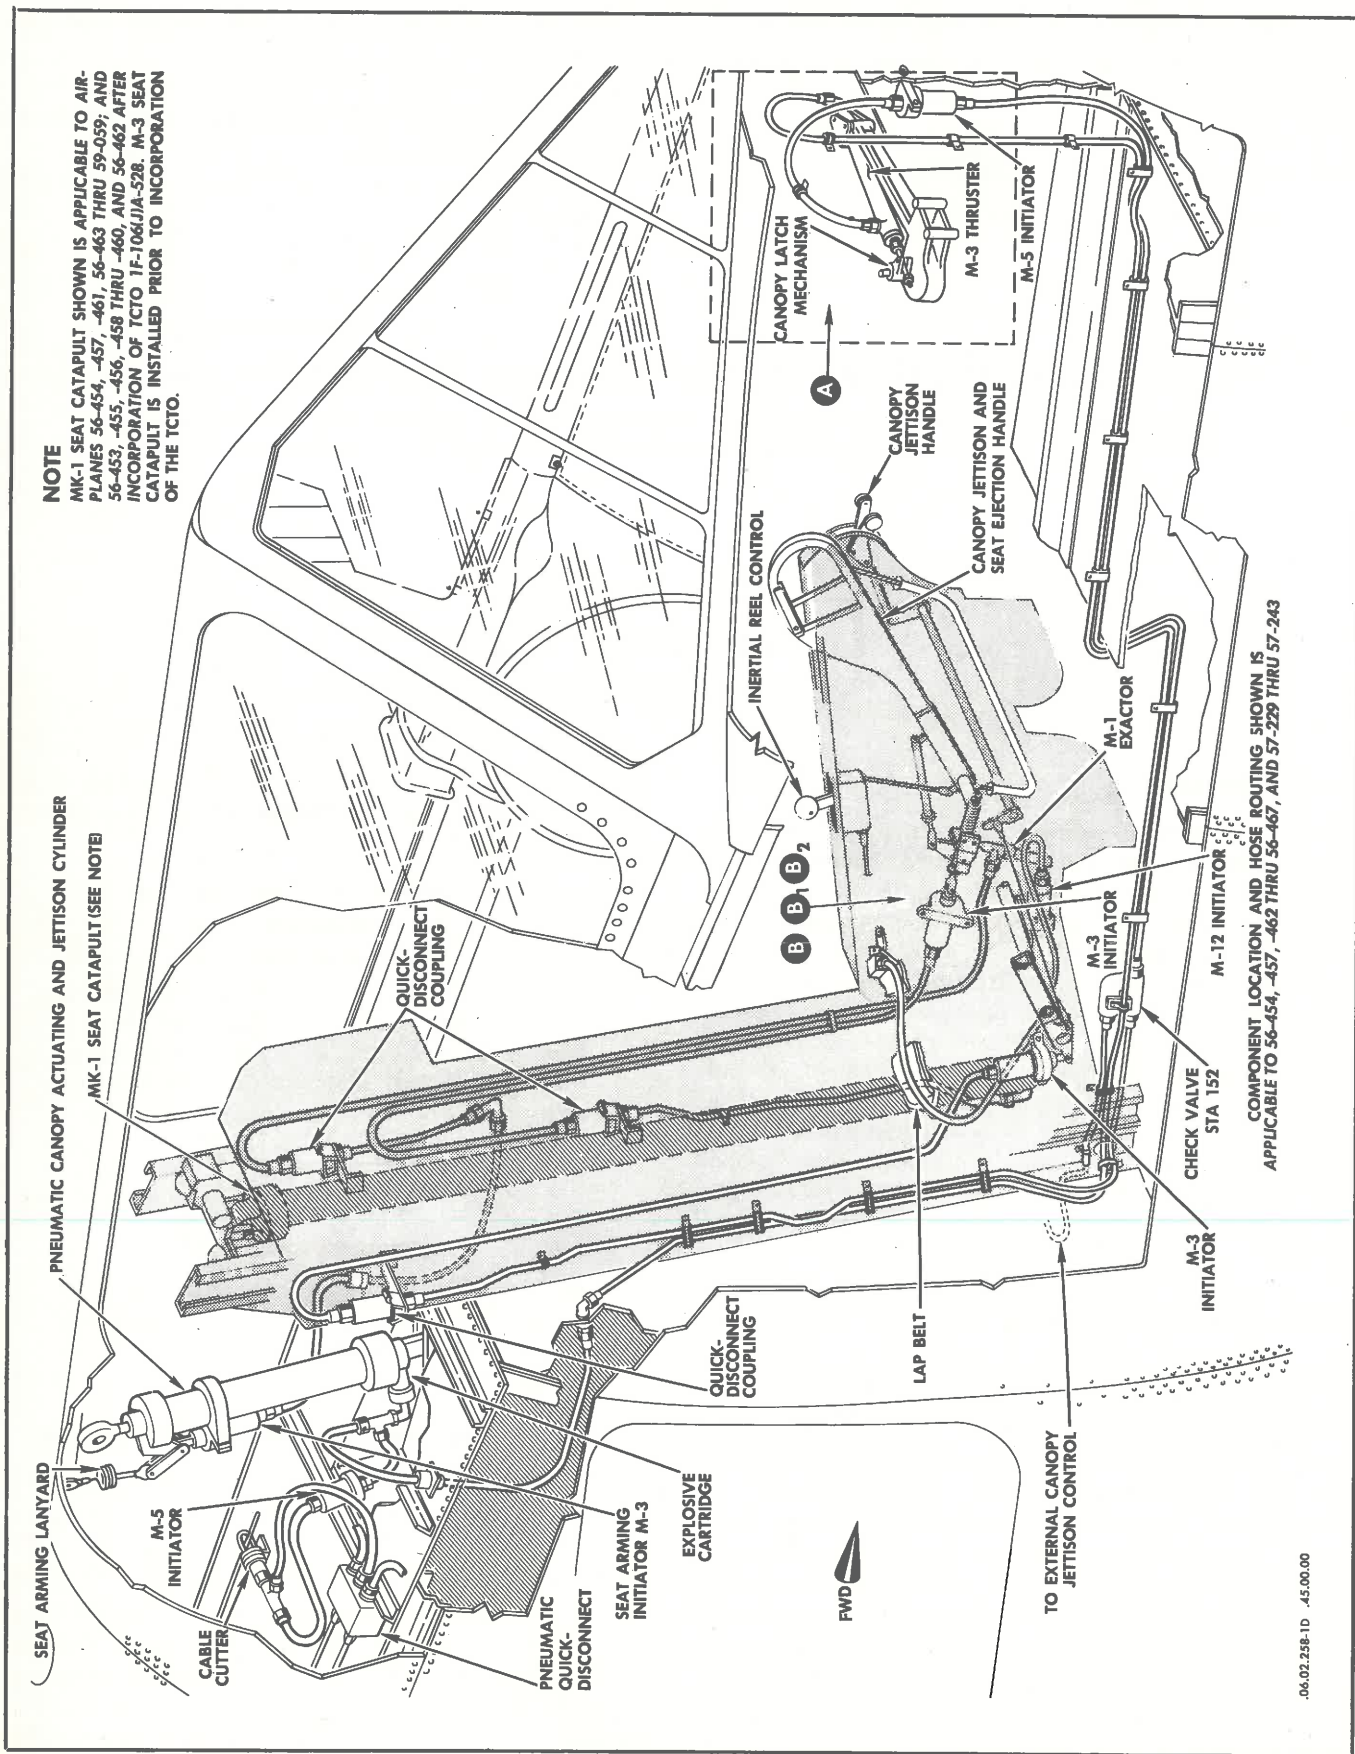 NOTE
MK-1 SEAT CATAPULT SHOWN IS APPLICABLE TO AIR-
PLANES 56-454, -457, -461, 56-463 THRU 59-059; AND
56-453, -455, -456, -458 THRU -460, AND 56-462 AFTER
INCORPORATION OF TCTO 1F-106(J)A-528. M-3 SEAT
CATAPULT IS INSTALLED PRIOR TO INCORPORATION
OF THE TCTO.
PNEUMATIC CANOPY ACTUATING AND JETTISON CYLINDER
MK-1 SEAT CATAPULT (SEE NOTE)
SEAT ARMING LANYARD
M-5
INITIATOR
CABLE
CUTTER
PNEUMATIC
QUICK-
DISCONNECT
SEAT ARMING
INITIATOR M-3
EXPLOSIVE
CARTRIDGE
QUICK-
DISCONNECT
COUPLING
QUICK-
DISCONNECT
COUPLING
INERTIAL REEL CONTROL
CANOPY LATCH
MECHANISM
M-3 THRUSTER
M-5 INITIATOR
A
CANOPY
JETTISON
HANDLE
CANOPY JETTISON AND
SEAT EJECTION HANDLE
B B1 B2
M-1
EXACTOR
M-3
INITIATOR
M-12 INITIATOR
LAP BELT
CHECK VALVE
STA 152
M-3
INITIATOR
FWD
TO EXTERNAL CANOPY
JETTISON CONTROL
COMPONENT LOCATION AND HOSE ROUTING SHOWN IS
APPLICABLE TO 56-454, -457, -462 THRU 56-467, AND 57-229 THRU 57-243
.06.02.258-1D .45.00.00